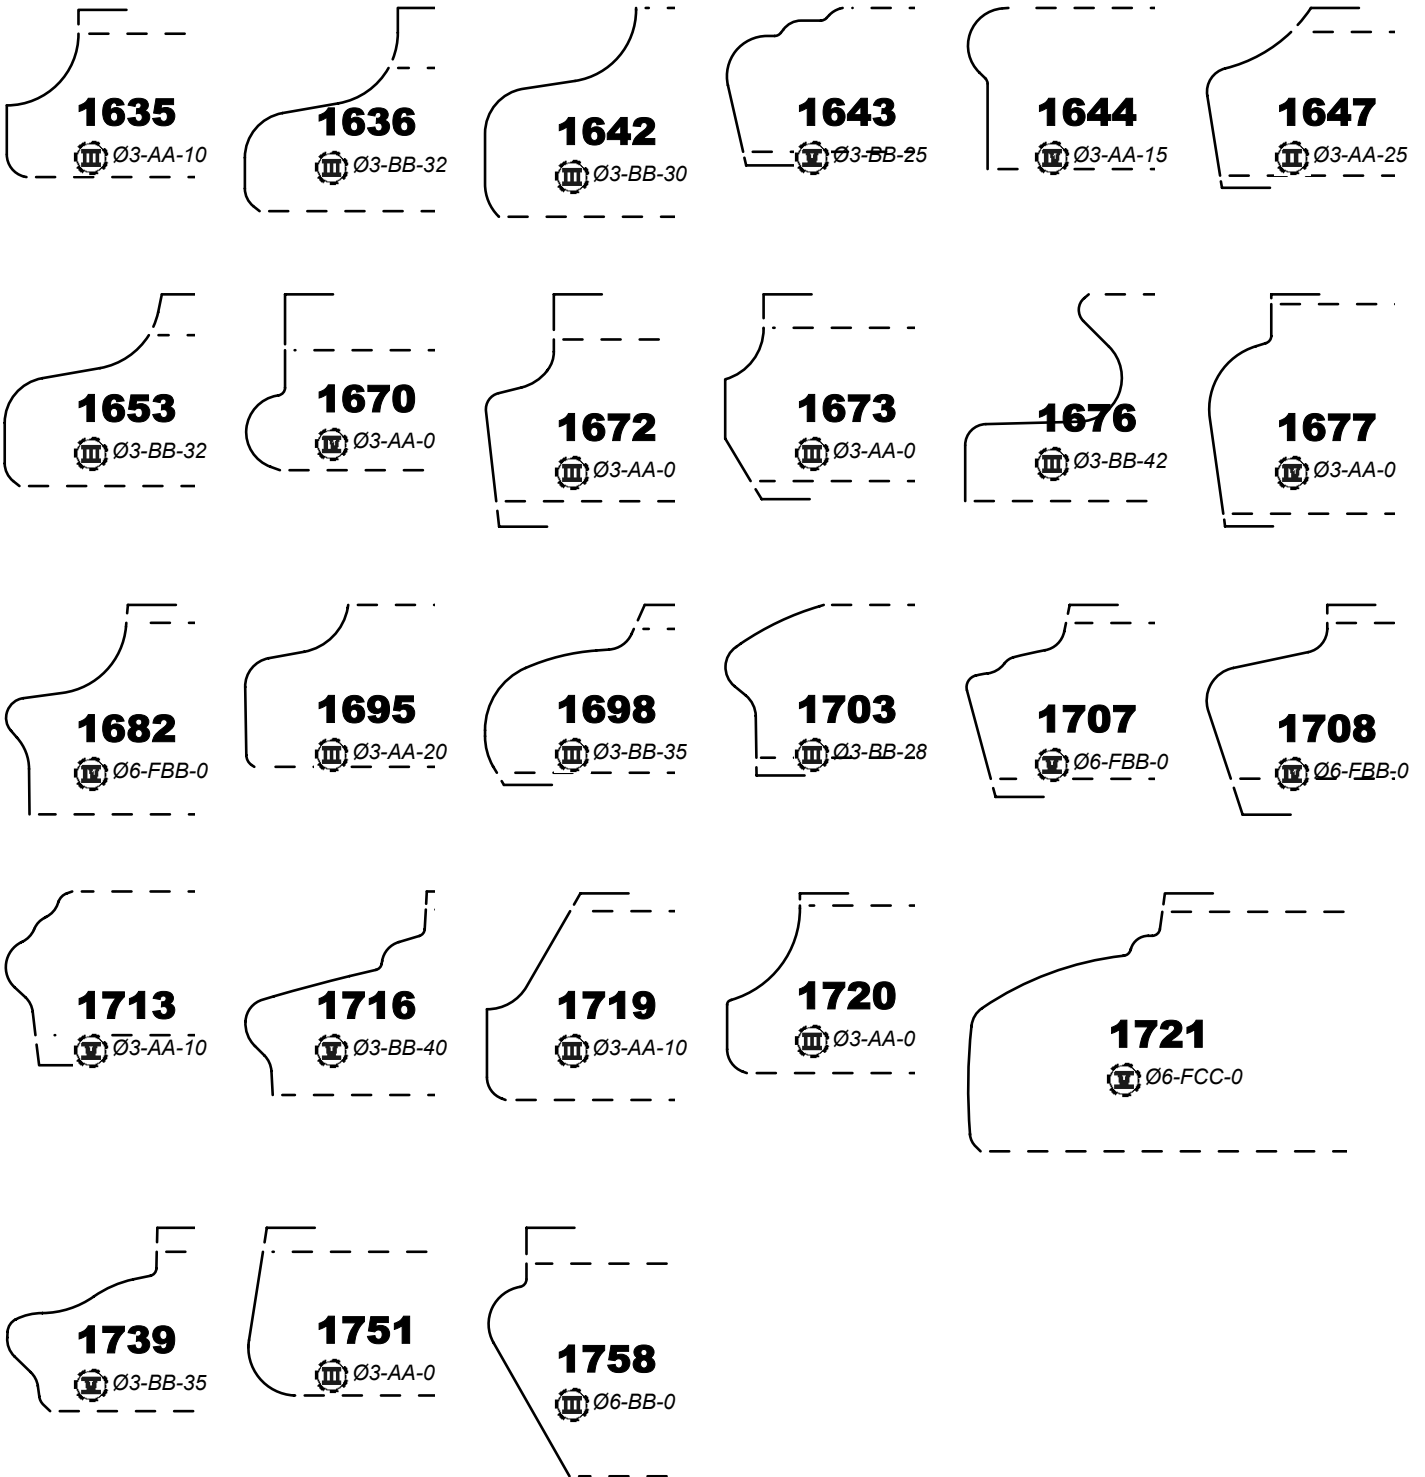 1635
III Ø3-AA-10
1636
III Ø3-BB-32
1642
III Ø3-BB-30
1643
V Ø3-BB-25
1644
IV Ø3-AA-15
1647
II Ø3-AA-25
1653
III Ø3-BB-32
1670
IV Ø3-AA-0
1672
III Ø3-AA-0
1673
III Ø3-AA-0
1676
III Ø3-BB-42
1677
IV Ø3-AA-0
1682
IV Ø6-FBB-0
1695
III Ø3-AA-20
1698
III Ø3-BB-35
1703
III Ø3-BB-28
1707
V Ø6-FBB-0
1708
IV Ø6-FBB-0
1713
V Ø3-AA-10
1716
V Ø3-BB-40
1719
III Ø3-AA-10
1720
III Ø3-AA-0
1721
V Ø6-FCC-0
1739
V Ø3-BB-35
1751
III Ø3-AA-0
1758
III Ø6-BB-0